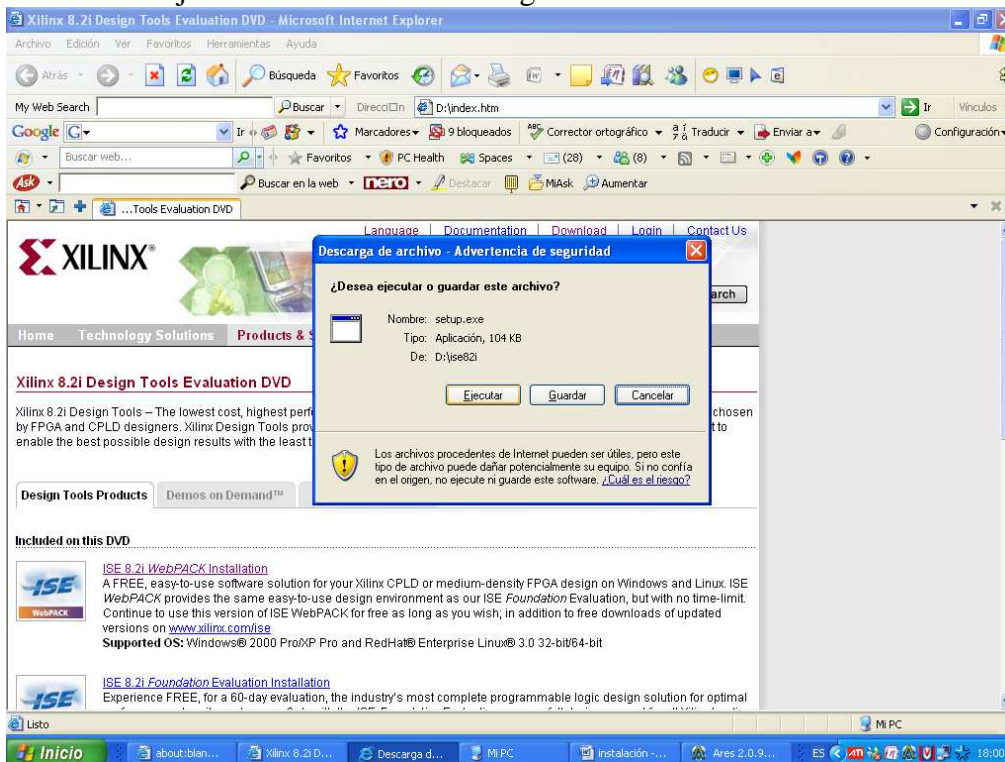 Xilinx 8.2i Design Tools Evaluation DVD - Microsoft Internet Explorer
Archivo Edición Ver Favoritos Herramientas Ayuda
Atrás Búsqueda Favoritos
My Web Search Buscar Dirección D:\index.htm Ir Vínculos
Google G Ir Marcadores 9 bloqueados Corrector ortográfico Traducir Enviar a Configuración
Buscar web... Favoritos PC Health Spaces (28) (8)
Ask Buscar en la web nero Destacar MiAsk Aumentar
...Tools Evaluation DVD
Language | Documentation | Download | Login | Contact Us
XILINX®
arch
Home Technology Solutions Products & S
Descarga de archivo - Advertencia de seguridad
¿Desea ejecutar o guardar este archivo?
Nombre: setup.exe
Tipo: Aplicación, 104 KB
De: D:\ise82i
Ejecutar Guardar Cancelar
Los archivos procedentes de Internet pueden ser útiles, pero este
tipo de archivo puede dañar potencialmente su equipo. Si no confía
en el origen, no ejecute ni guarde este software. ¿Cuál es el riesgo?
Xilinx 8.2i Design Tools Evaluation DVD
Xilinx 8.2i Design Tools – The lowest cost, highest perf chosen
by FPGA and CPLD designers. Xilinx Design Tools prov t to
enable the best possible design results with the least t
Design Tools Products Demos on Demand™
Included on this DVD
ISE 8.2i WebPACK Installation
ISE
WebPACK
A FREE, easy-to-use software solution for your Xilinx CPLD or medium-density FPGA design on Windows and Linux. ISE
WebPACK provides the same easy-to-use design environment as our ISE Foundation Evaluation, but with no time-limit.
Continue to use this version of ISE WebPACK for free as long as you wish; in addition to free downloads of updated
versions on www.xilinx.com/ise
Supported OS: Windows® 2000 Pro/XP Pro and RedHat® Enterprise Linux® 3.0 32-bit/64-bit
ISE 8.2i Foundation Evaluation Installation
ISE
Experience FREE, for a 60-day evaluation, the industry's most complete programmable logic design solution for optimal
Listo Mi PC
Inicio about:blan... Xilinx 8.2i D... Descarga d... Mi PC instalación -... Ares 2.0.9... ES 18:00